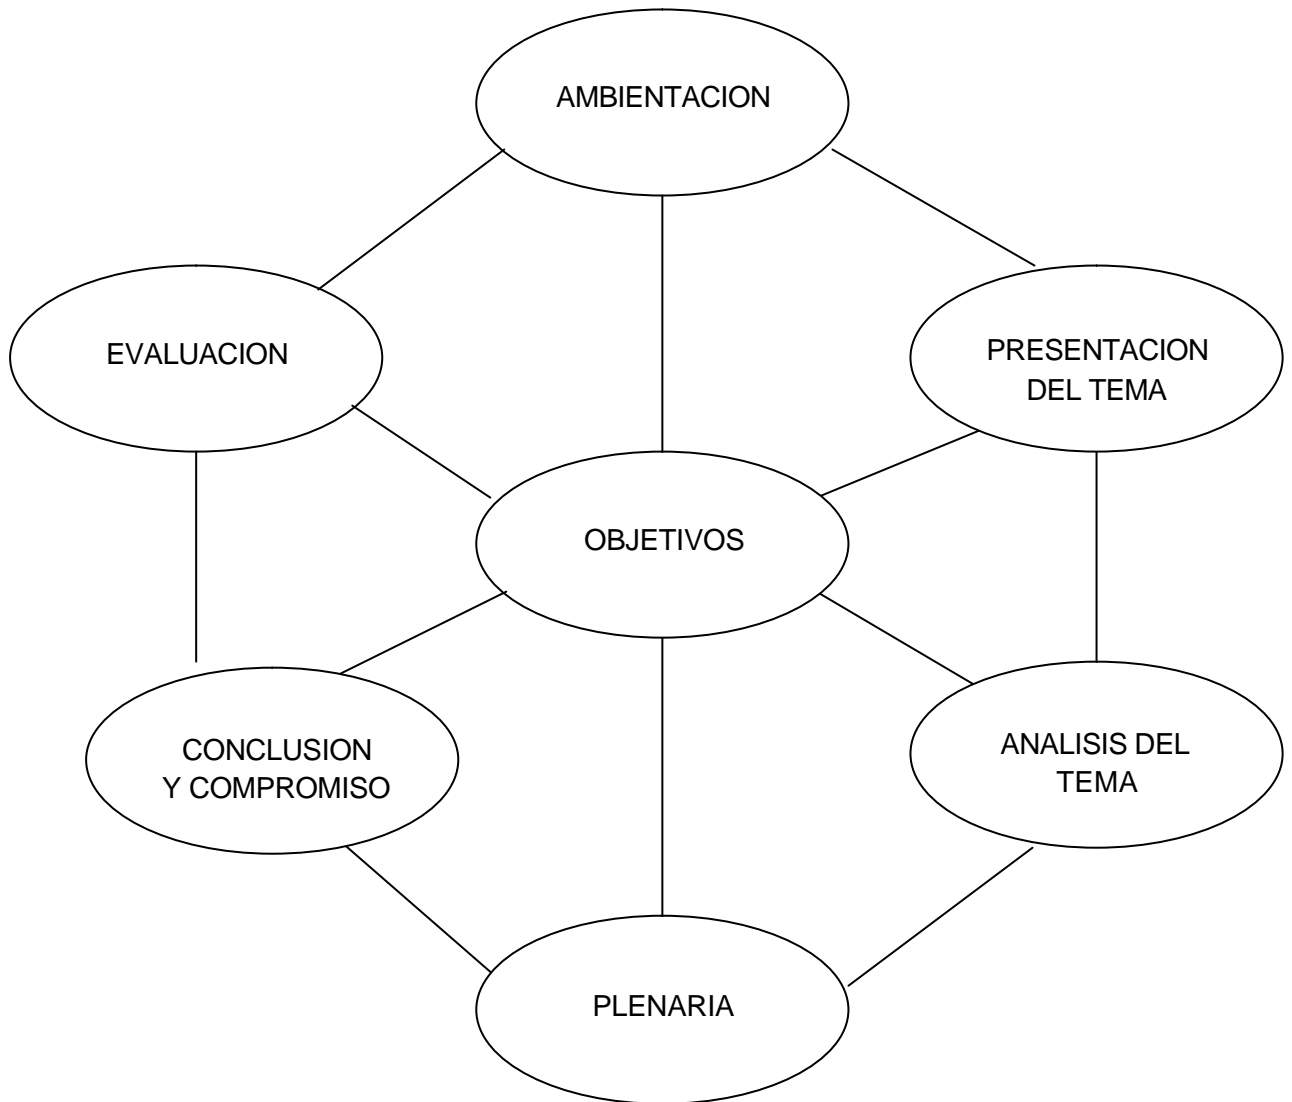 AMBIENTACION
EVALUACION
PRESENTACION
DEL TEMA
OBJETIVOS
CONCLUSION
Y COMPROMISO
ANALISIS DEL
TEMA
PLENARIA